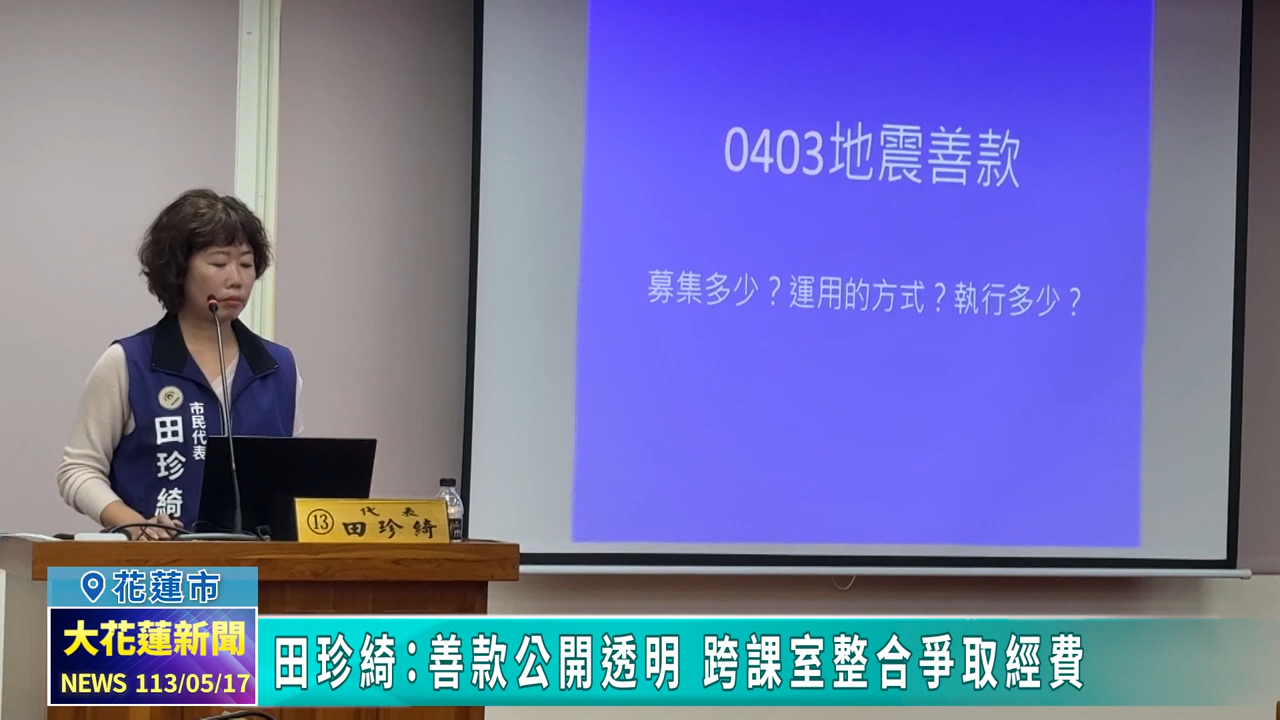 0403地震善款
募集多少？運用的方式？執行多少？
市民代表
田珍綺
⑬ 代表
田珍綺
花蓮市
大花蓮新聞
NEWS 113/05/17
田珍綺：善款公開透明 跨課室整合爭取經費